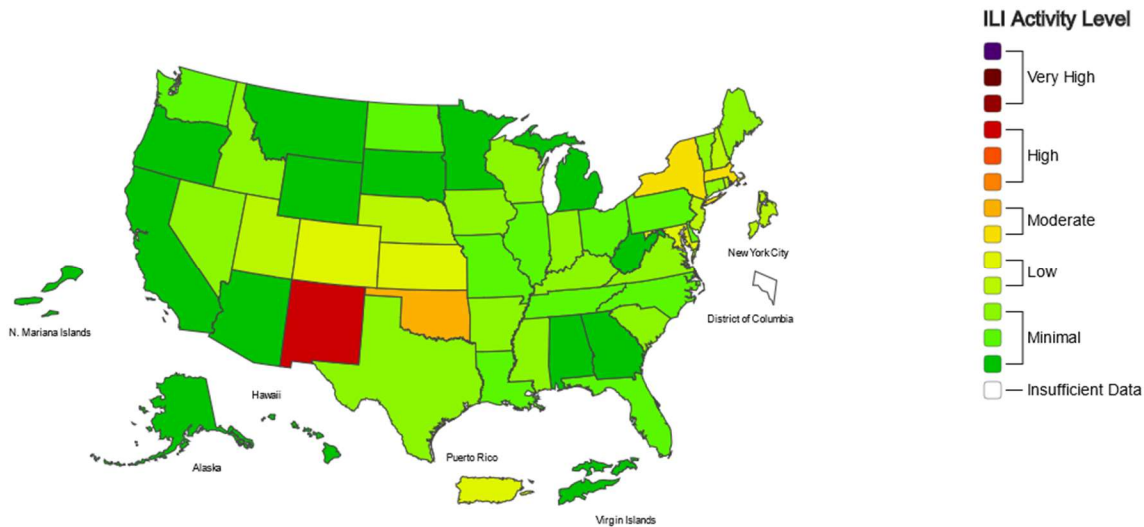 ILI Activity Level
Very High
High
Moderate
Low
Minimal
Insufficient Data
New York City
District of Columbia
N. Mariana Islands
Hawaii
Alaska
Puerto Rico
Virgin Islands